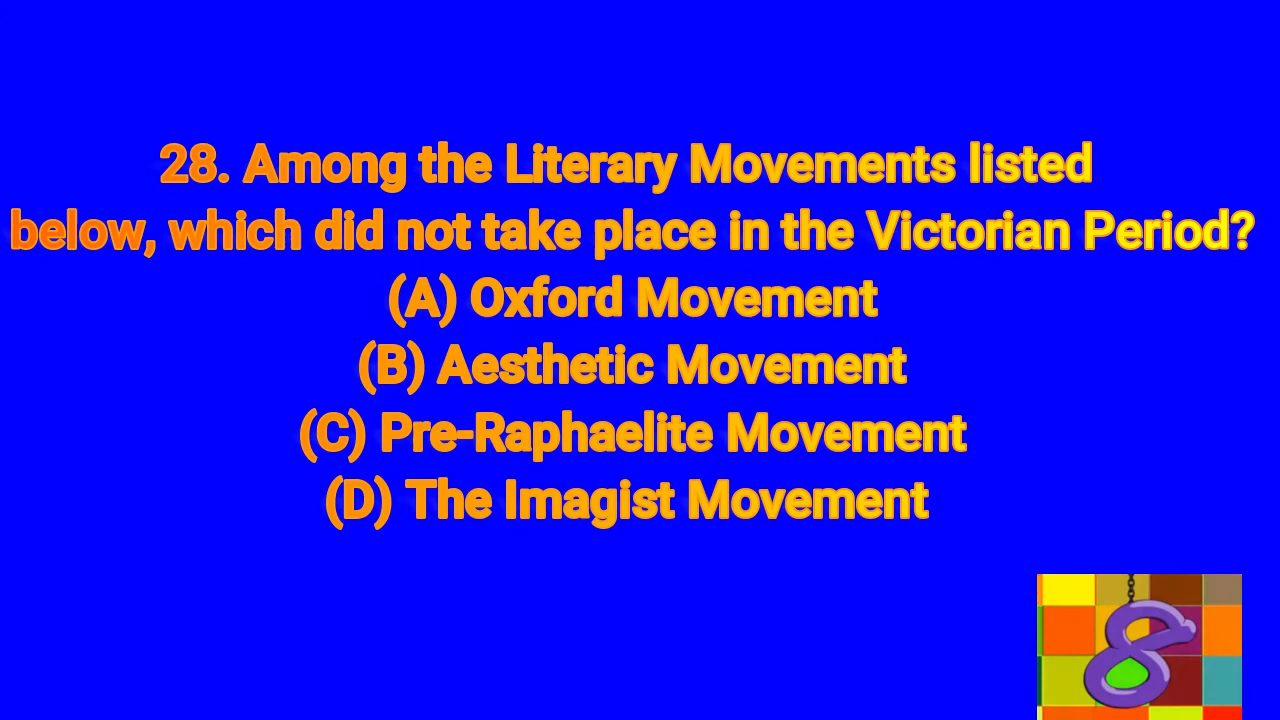 28. Among the Literary Movements listed
below, which did not take place in the Victorian Period?
(A) Oxford Movement
(B) Aesthetic Movement
(C) Pre-Raphaelite Movement
(D) The Imagist Movement
8